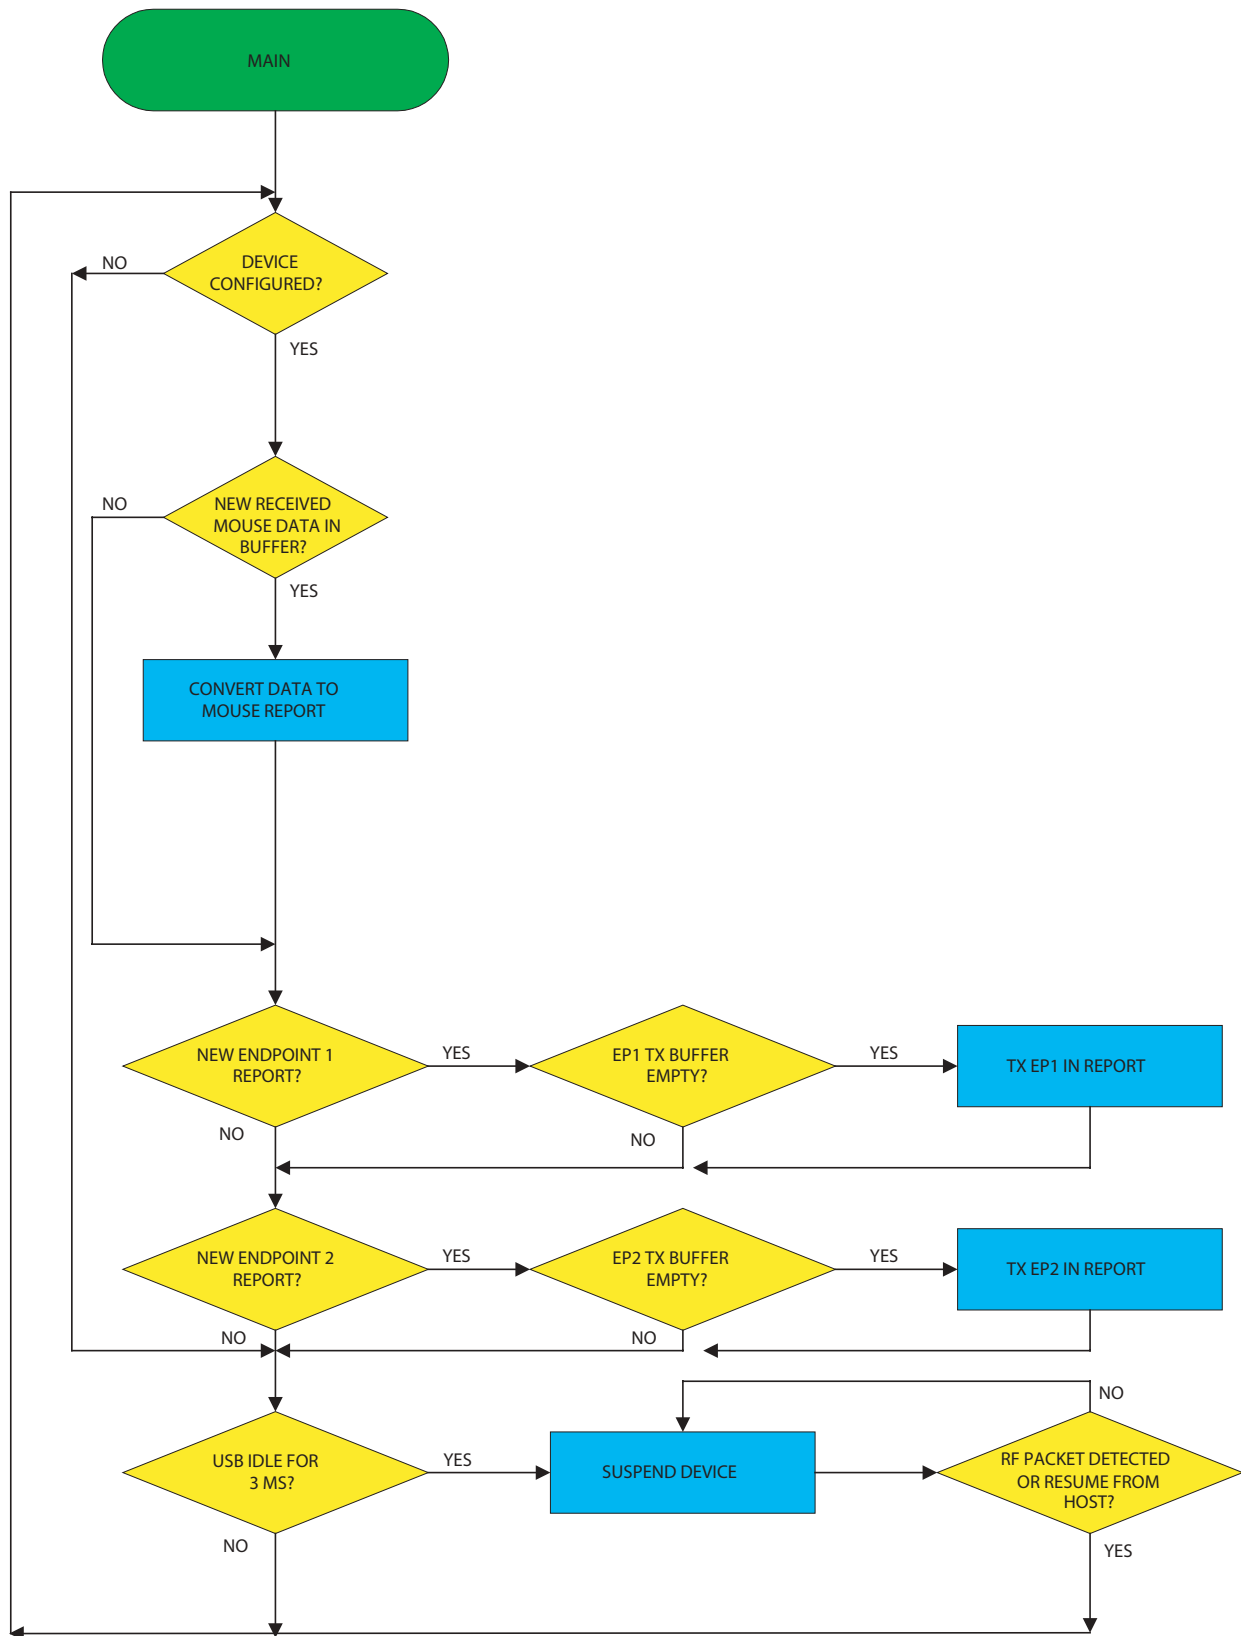 MAIN
DEVICE
CONFIGURED?
NO
YES
NEW RECEIVED
MOUSE DATA IN
BUFFER?
NO
YES
CONVERT DATA TO
MOUSE REPORT
NEW ENDPOINT 1
REPORT?
YES
EP1 TX BUFFER
EMPTY?
YES
TX EP1 IN REPORT
NO
NO
NEW ENDPOINT 2
REPORT?
YES
EP2 TX BUFFER
EMPTY?
YES
TX EP2 IN REPORT
NO
NO
NO
USB IDLE FOR
3 MS?
YES
SUSPEND DEVICE
RF PACKET DETECTED
OR RESUME FROM
HOST?
NO
YES